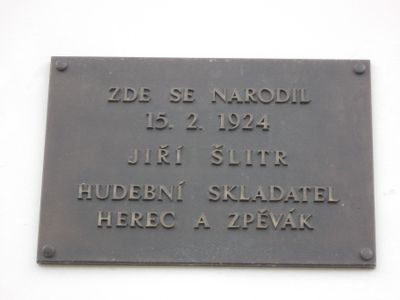 ZDE SE NARODIL
15. 2. 1924
JIŘÍ ŠLITR
HUDEBNÍ SKLADATEL
HEREC A ZPĚVÁK